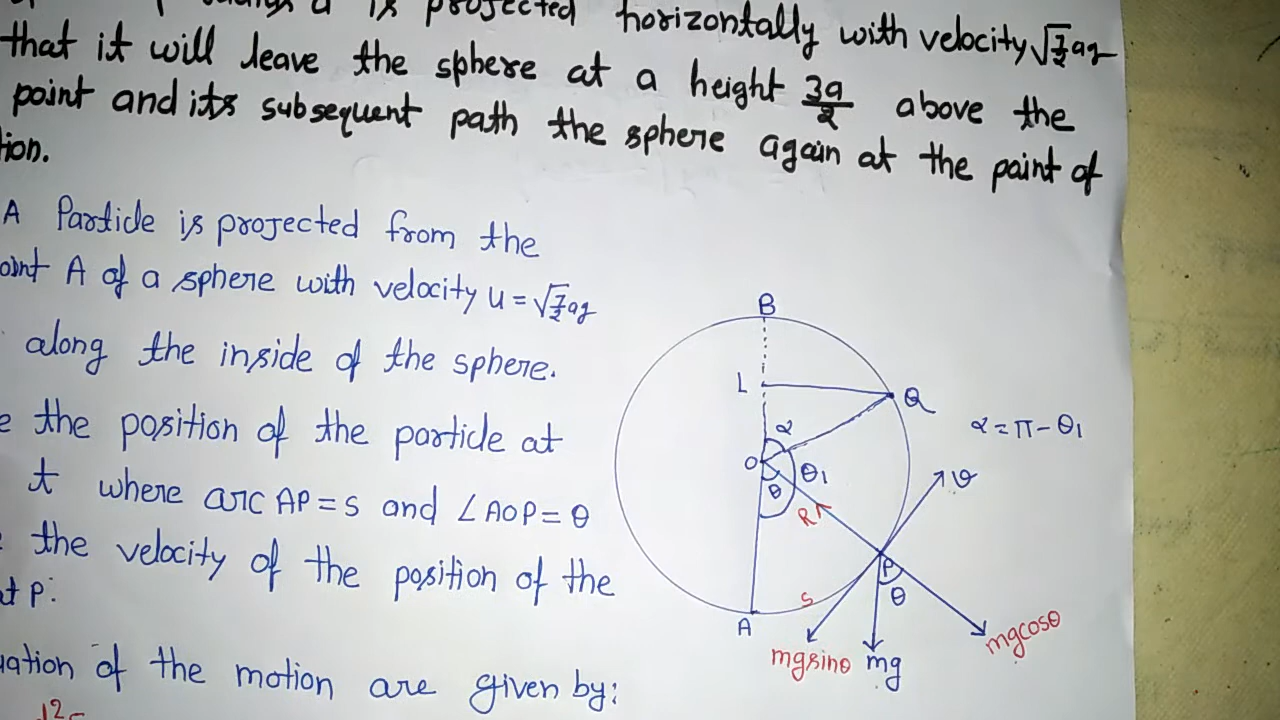 a is projected horizontally with velocity √7/2 ag
that it will leave the sphere at a height 3a/2 above the
point and its subsequent path the sphere again at the point of
tion.
A Particle is projected from the
oint A of a sphere with velocity u = √7/2 ag
along the inside of the sphere.
e the position of the particle at
t where arc AP = s and ∠AOP = θ
e the velocity of the position of the
at P.
uation of the motion are given by:
B
L
Q
α
α = π - θ1
O
θ1
θ
v
R
P
θ
s
A
mg sinθ
mg
mg cosθ